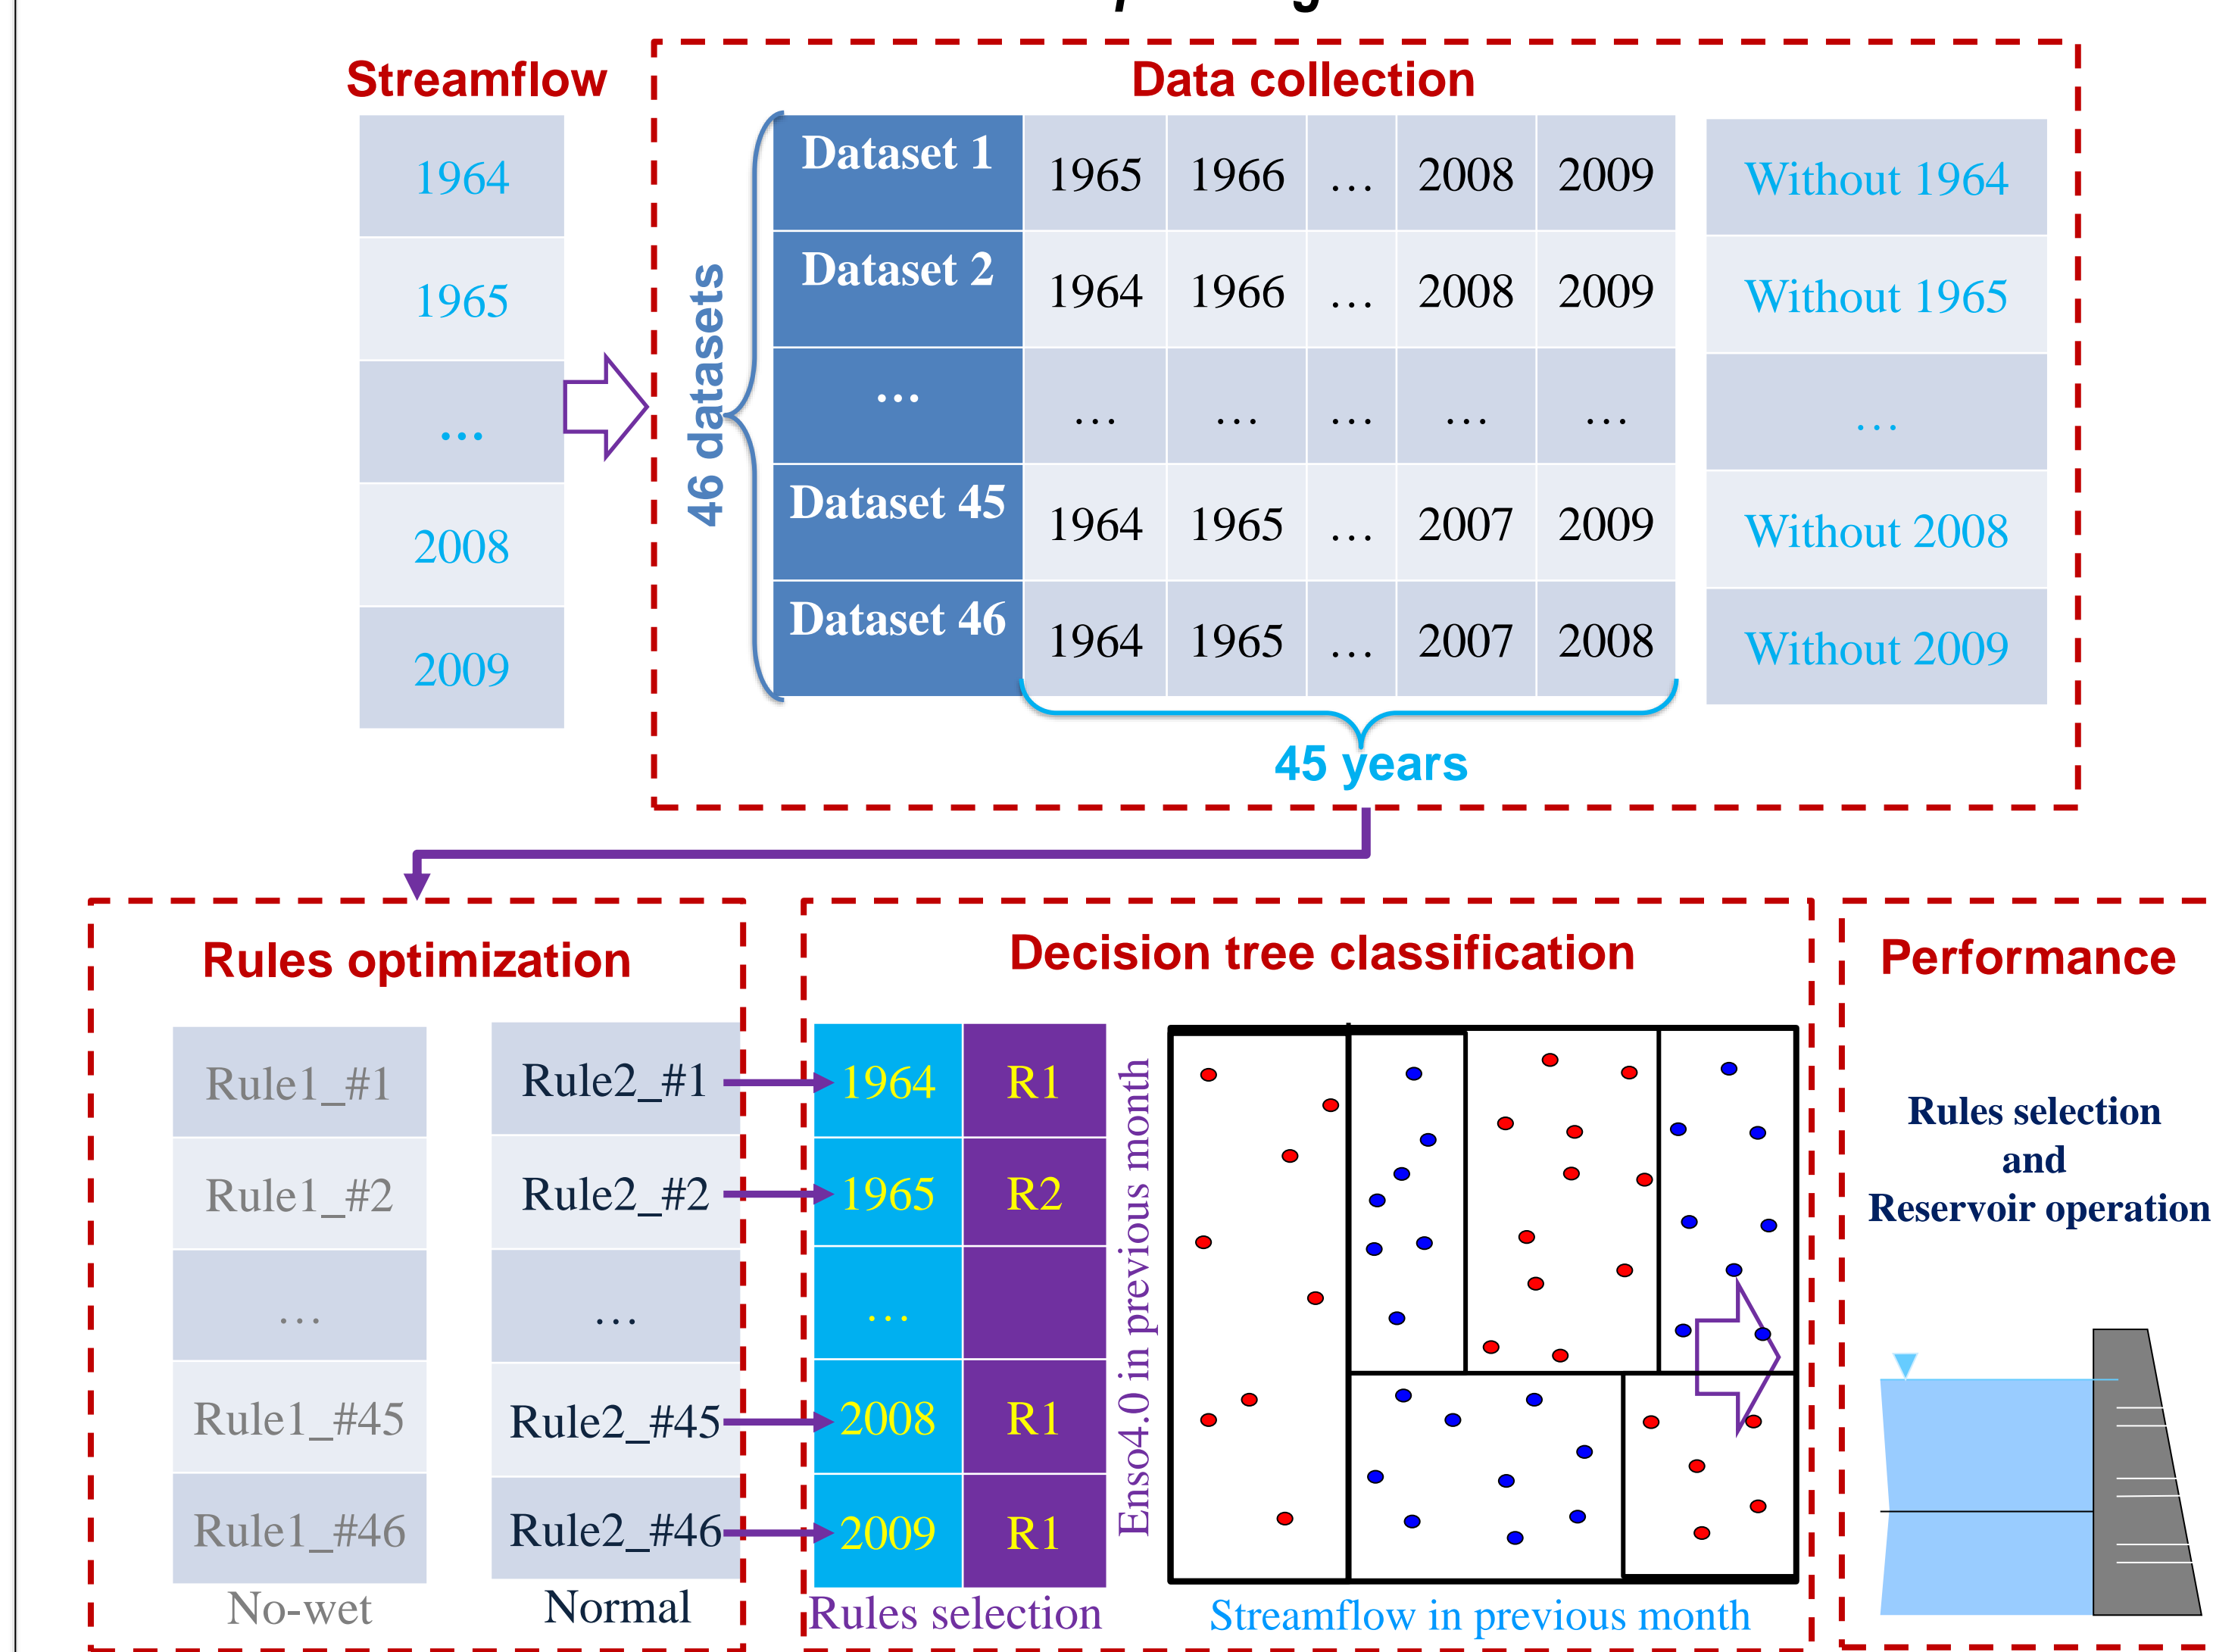 Streamflow
1964
1965
...
2008
2009
Data collection
46 datasets
Dataset 1 1965 1966 ... 2008 2009 Without 1964
Dataset 2 1964 1966 ... 2008 2009 Without 1965
... ... ... ... ... ... ...
Dataset 45 1964 1965 ... 2007 2009 Without 2008
Dataset 46 1964 1965 ... 2007 2008 Without 2009
45 years
Rules optimization
Rule1_#1 Rule2_#1
Rule1_#2 Rule2_#2
... ...
Rule1_#45 Rule2_#45
Rule1_#46 Rule2_#46
No-wet Normal
Decision tree classification
1964 R1
1965 R2
...
2008 R1
2009 R1
Rules selection
Enso4.0 in previous month
Streamflow in previous month
Performance
Rules selection
and
Reservoir operation